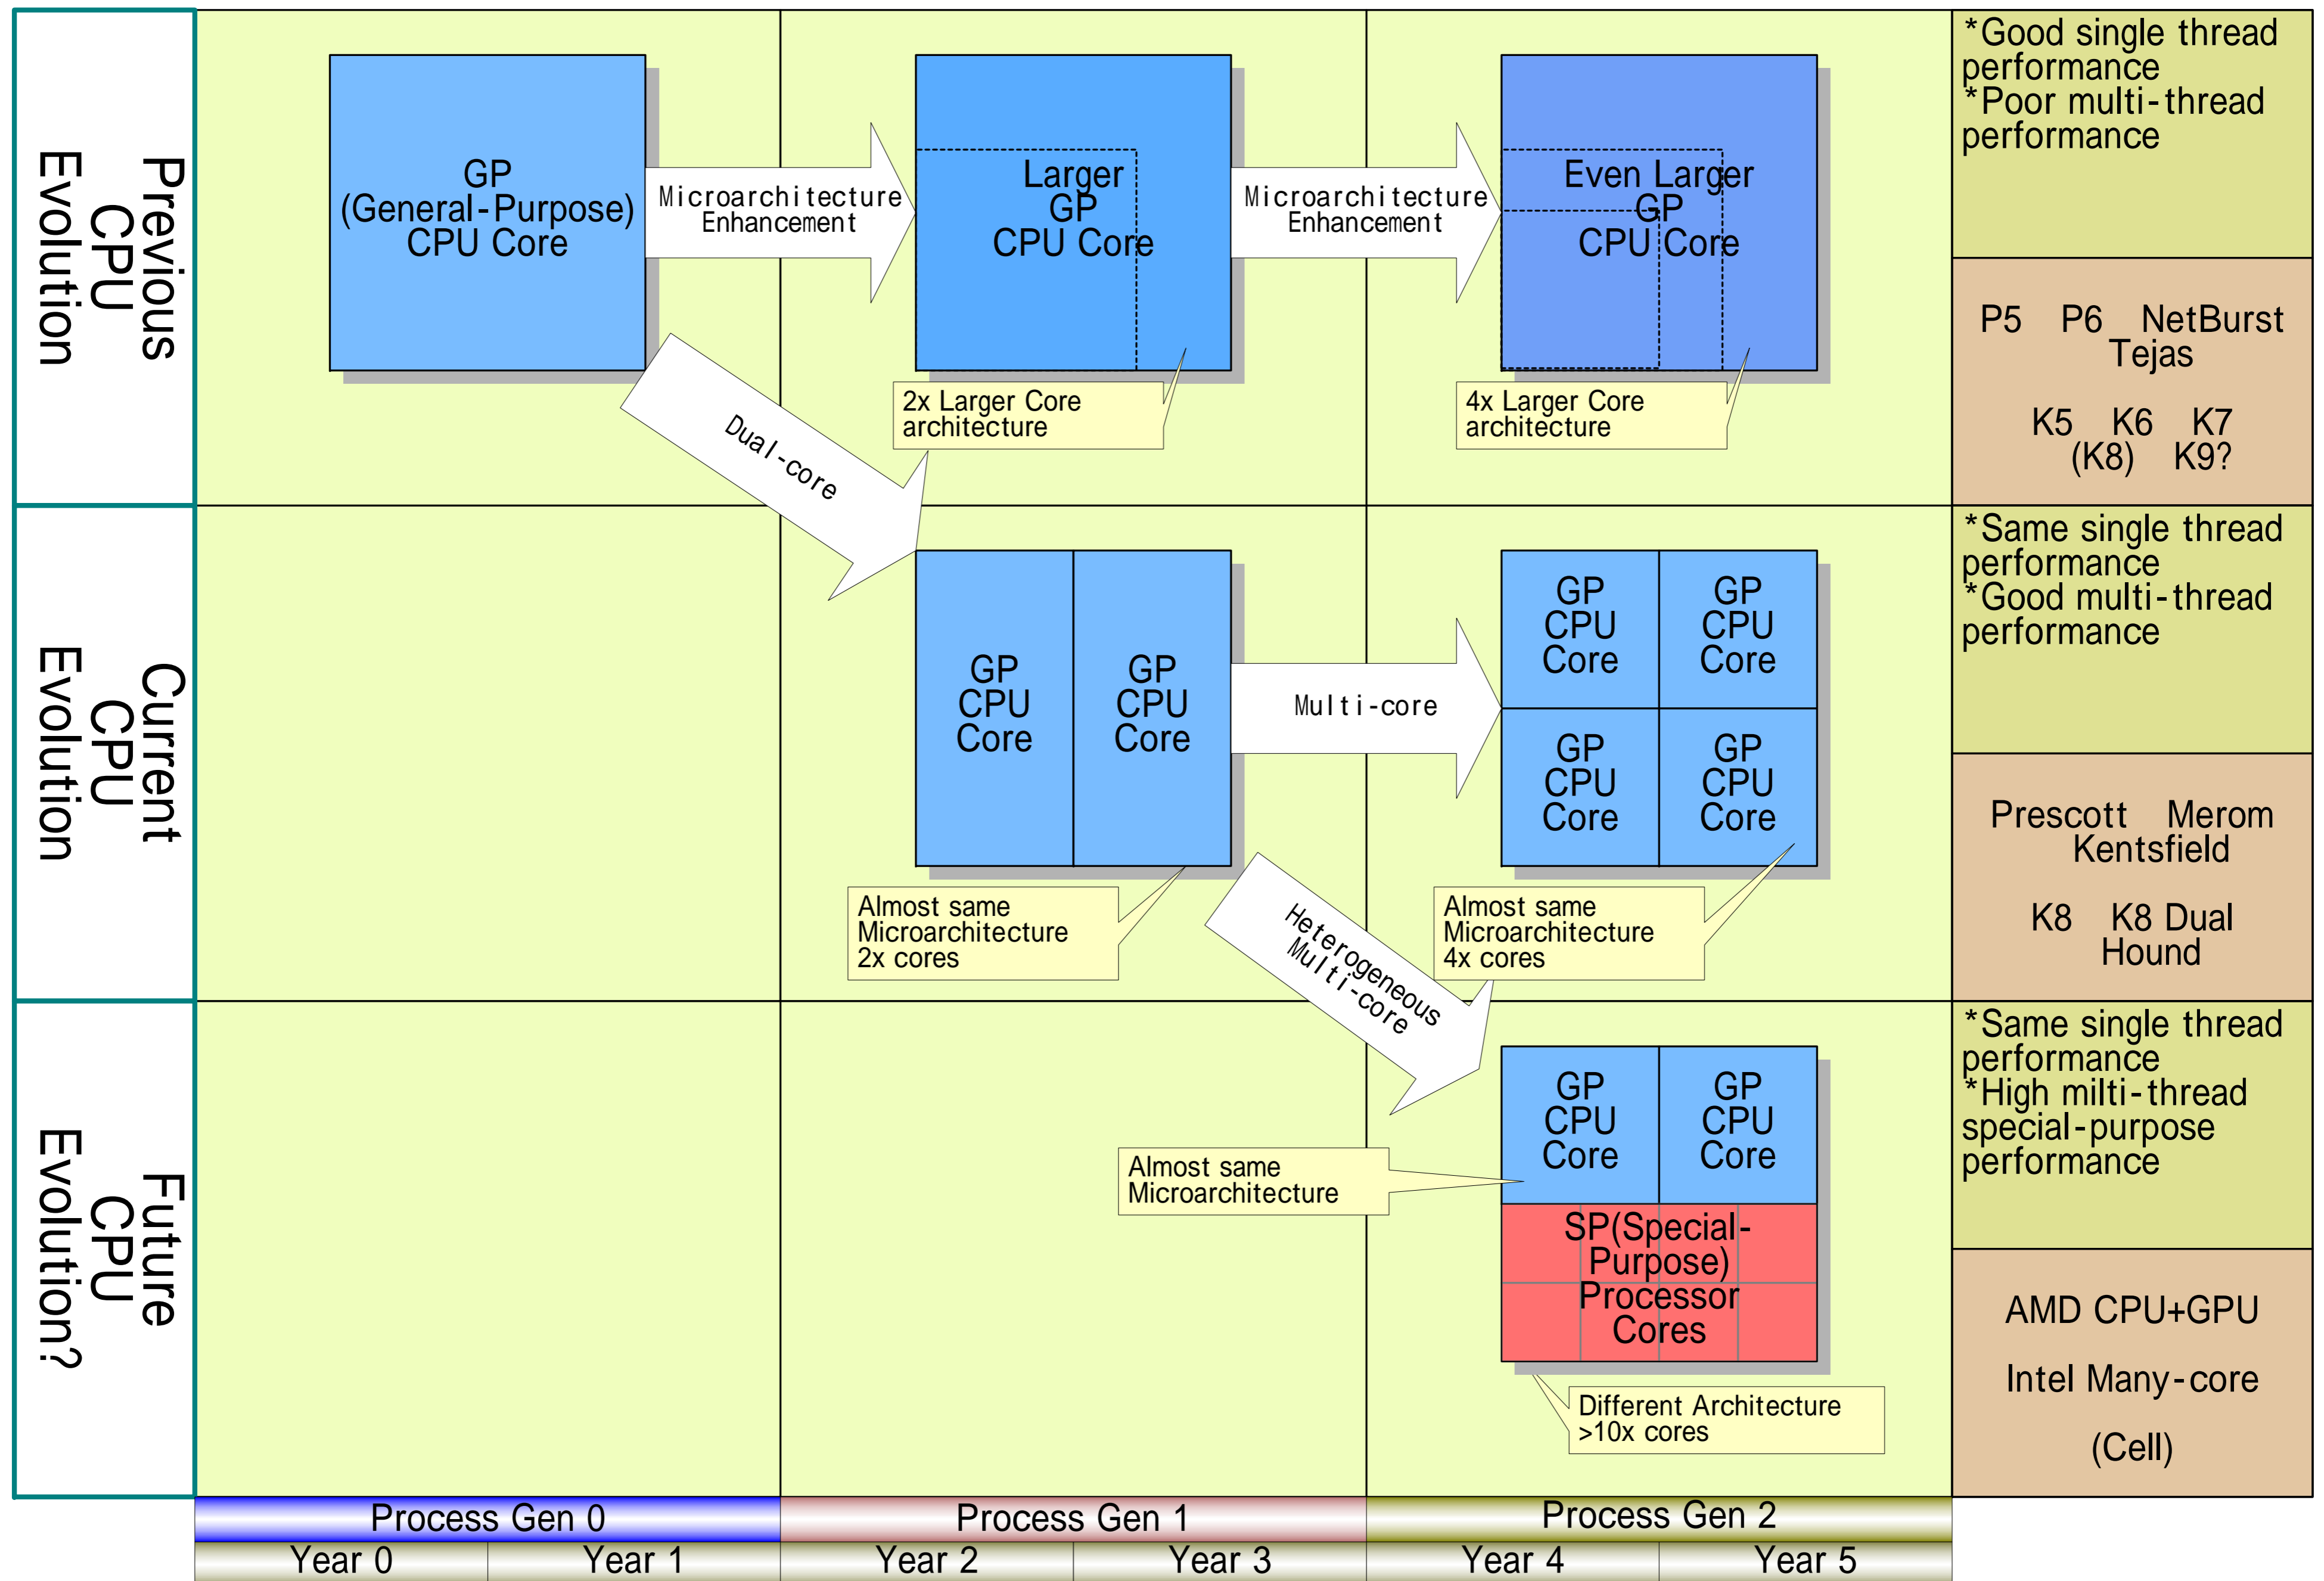 Previous
CPU
Evolution
GP
(General-Purpose)
CPU Core
Microarchitecture
Enhancement
Larger
GP
CPU Core
Microarchitecture
Enhancement
Even Larger
GP
CPU Core
2x Larger Core
architecture
4x Larger Core
architecture
Dual-core
*Good single thread
performance
*Poor multi-thread
performance
P5 P6 NetBurst
Tejas
K5 K6 K7
(K8) K9?
Current
CPU
Evolution
GP
CPU
Core
GP
CPU
Core
Multi-core
GP
CPU
Core
GP
CPU
Core
GP
CPU
Core
GP
CPU
Core
Almost same
Microarchitecture
2x cores
Heterogeneous
Multi-core
Almost same
Microarchitecture
4x cores
*Same single thread
performance
*Good multi-thread
performance
Prescott Merom
Kentsfield
K8 K8 Dual
Hound
Future
CPU
Evolution?
GP
CPU
Core
GP
CPU
Core
Almost same
Microarchitecture
SP(Special-
Purpose)
Processor
Cores
Different Architecture
>10x cores
*Same single thread
performance
*High milti-thread
special-purpose
performance
AMD CPU+GPU
Intel Many-core
(Cell)
Process Gen 0
Process Gen 1
Process Gen 2
Year 0
Year 1
Year 2
Year 3
Year 4
Year 5